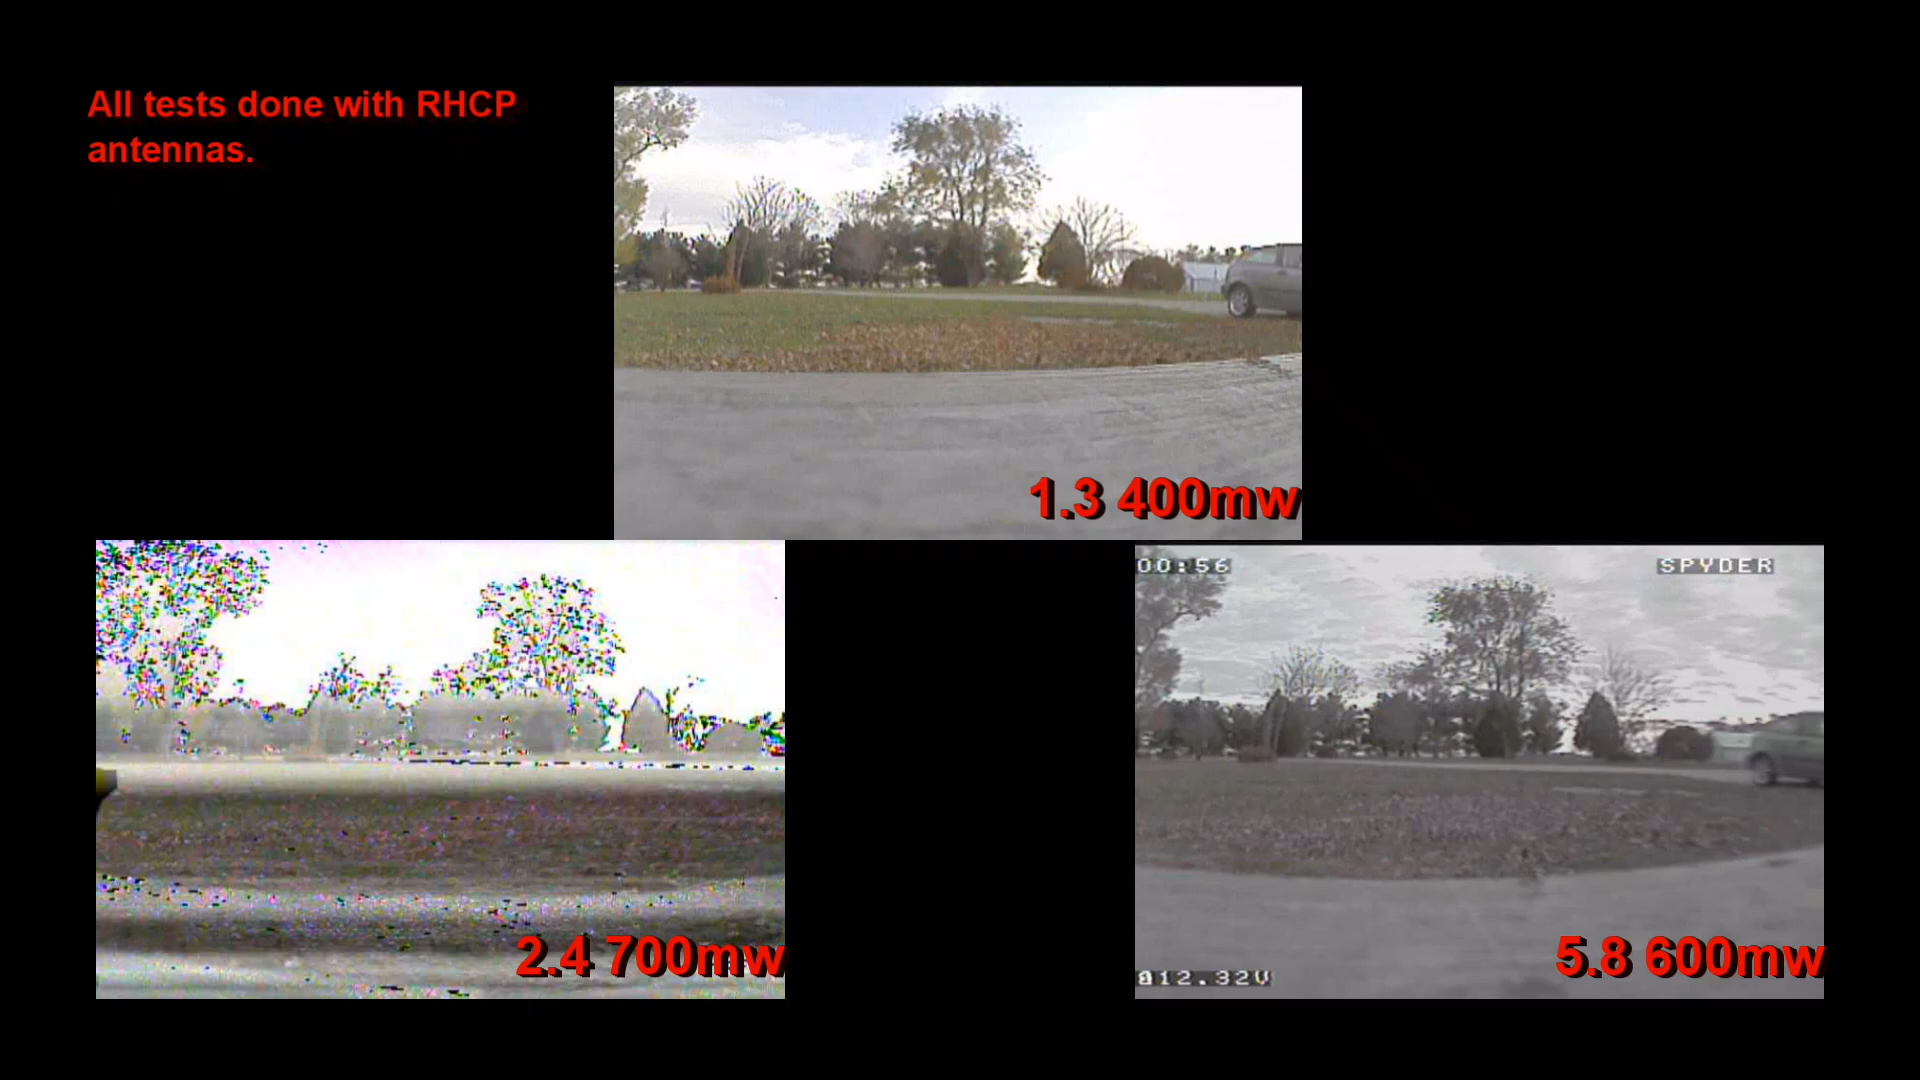 All tests done with RHCP
antennas.
1.3 400mw
2.4 700mw
00:56
SPYDER
5.8 600mw
12.32V